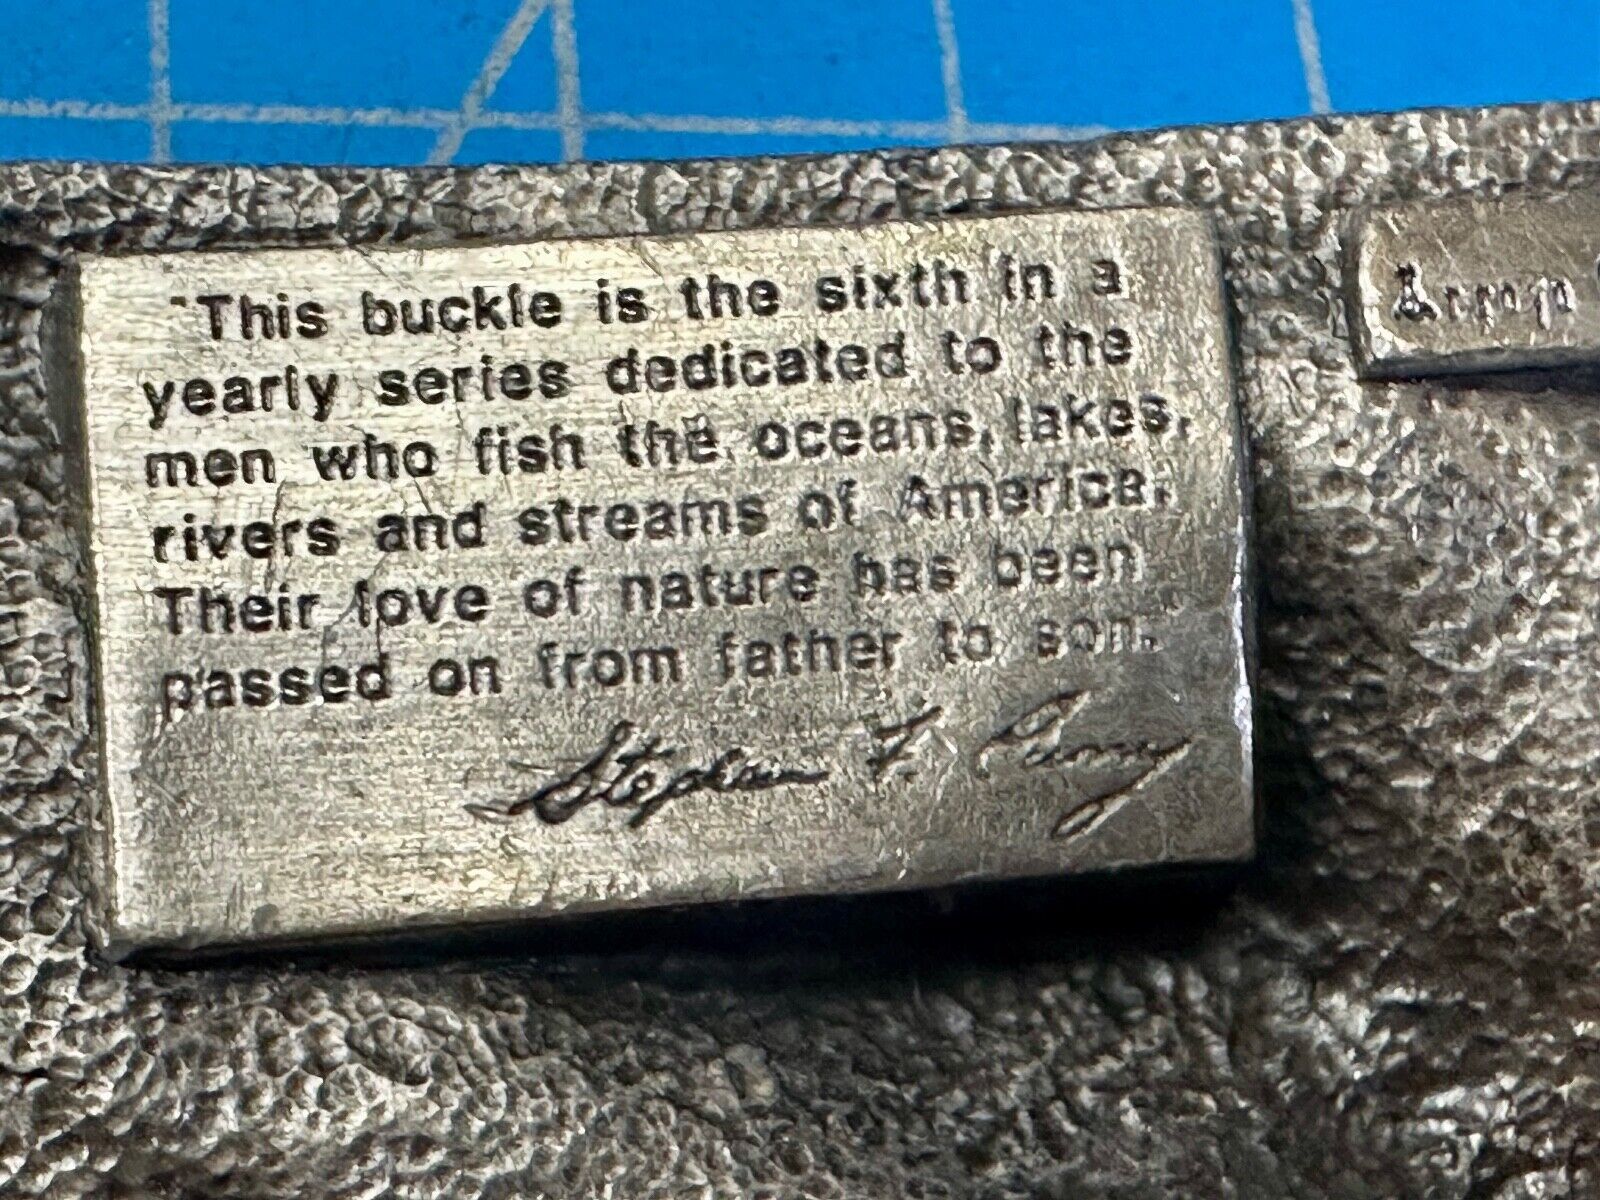 "This buckle is the sixth in a
yearly series dedicated to the
men who fish the oceans, lakes,
rivers and streams of America.
Their love of nature has been
passed on from father to son.
Stephen F.